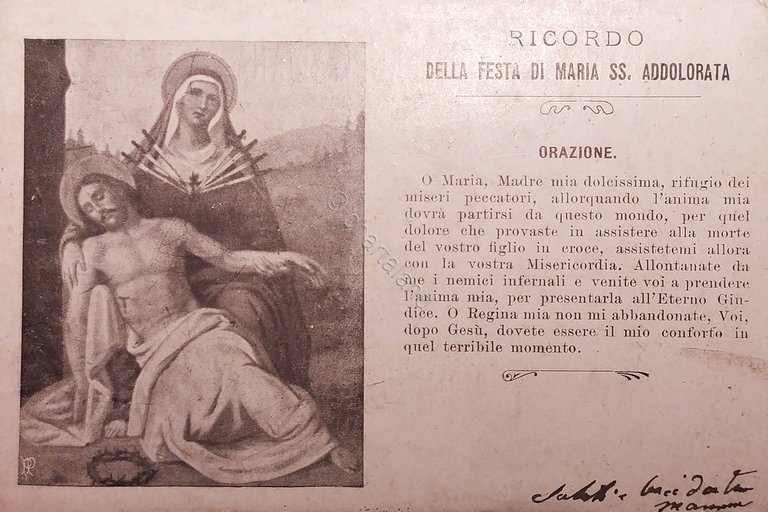 RICORDO
DELLA FESTA DI MARIA SS. ADDOLORATA
ORAZIONE.
O Maria, Madre mia dolcissima, rifugio dei
miseri peccatori, allorquando l'anima mia
dovrà partirsi da questo mondo, per quel
dolore che provaste in assistere alla morte
del vostro figlio in croce, assistetemi allora
con la vostra Misericordia. Allontanate da
me i nemici infernali e venite voi a prendere
l'anima mia, per presentarla all'Eterno Giu-
dice. O Regina mia non mi abbandonate, Voi,
dopo Gesù, dovete essere il mio conforto in
quel terribile momento.
baci